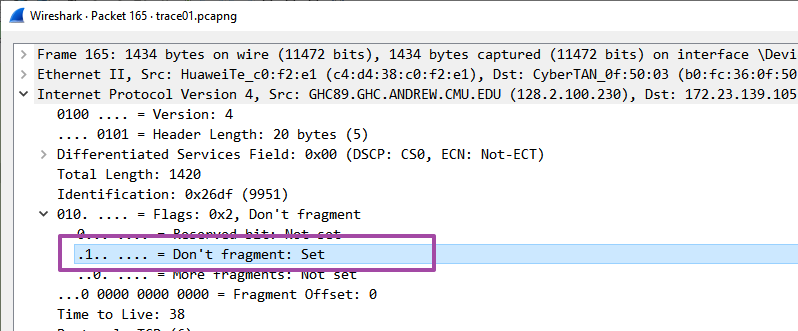 Wireshark · Packet 165 · trace01.pcapng
Frame 165: 1434 bytes on wire (11472 bits), 1434 bytes captured (11472 bits) on interface \Devi
Ethernet II, Src: HuaweiTe_c0:f2:e1 (c4:d4:38:c0:f2:e1), Dst: CyberTAN_0f:50:03 (b0:fc:36:0f:50
Internet Protocol Version 4, Src: GHC89.GHC.ANDREW.CMU.EDU (128.2.100.230), Dst: 172.23.139.105
0100 .... = Version: 4
.... 0101 = Header Length: 20 bytes (5)
Differentiated Services Field: 0x00 (DSCP: CS0, ECN: Not-ECT)
Total Length: 1420
Identification: 0x26df (9951)
010. .... = Flags: 0x2, Don't fragment
0... .... = Reserved bit: Not set
.1.. .... = Don't fragment: Set
..0. .... = More fragments: Not set
...0 0000 0000 0000 = Fragment Offset: 0
Time to Live: 38